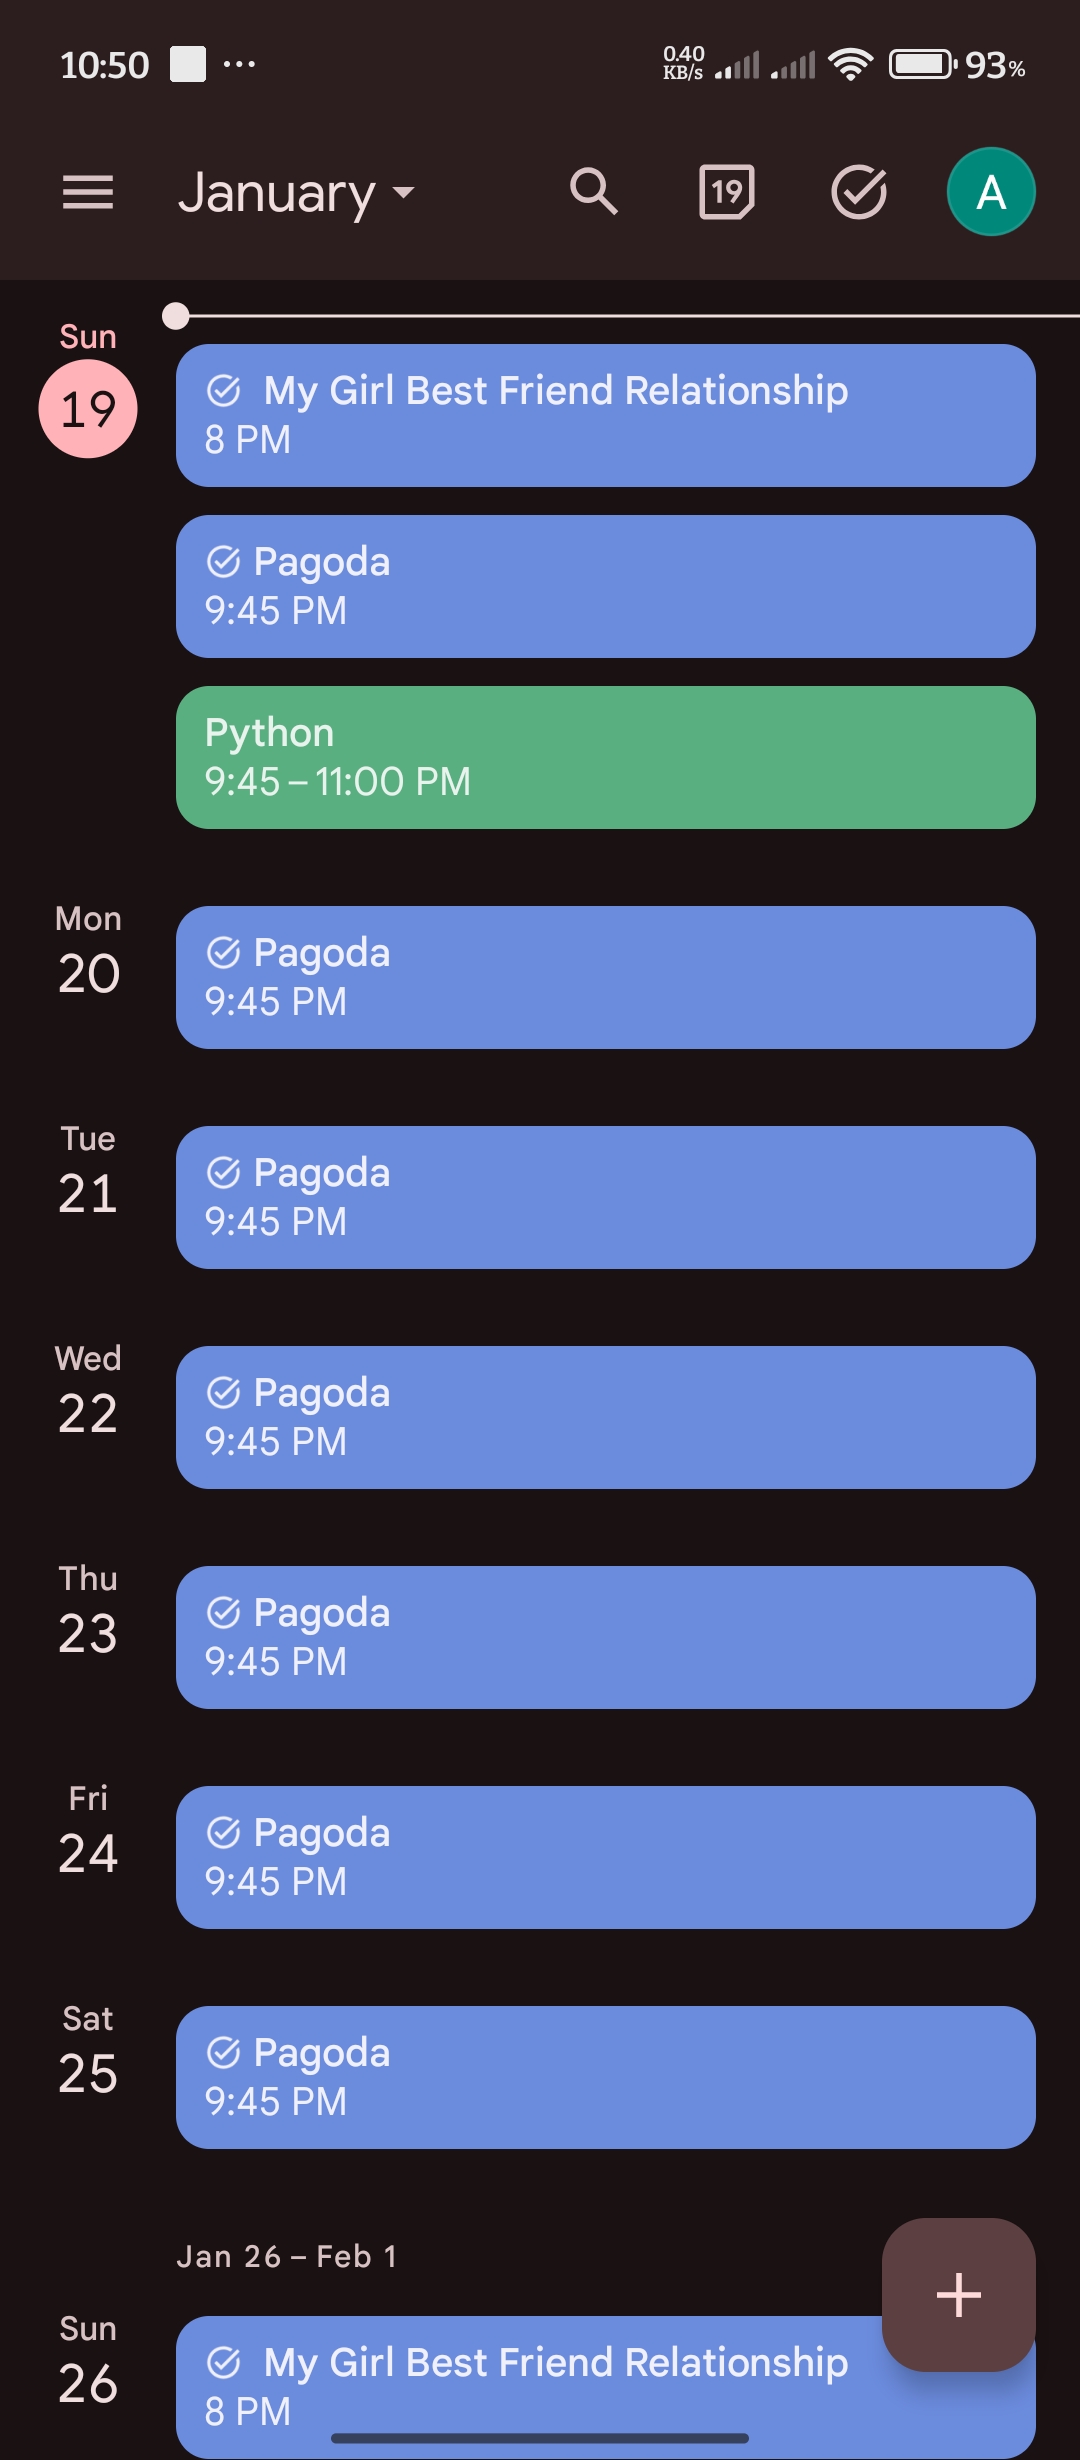 10:50 ... 0.40 KB/s 93%
January 19 A
Sun
19
My Girl Best Friend Relationship
8 PM
Pagoda
9:45 PM
Python
9:45 – 11:00 PM
Mon
20
Pagoda
9:45 PM
Tue
21
Pagoda
9:45 PM
Wed
22
Pagoda
9:45 PM
Thu
23
Pagoda
9:45 PM
Fri
24
Pagoda
9:45 PM
Sat
25
Pagoda
9:45 PM
Jan 26 – Feb 1
Sun
26
My Girl Best Friend Relationship
8 PM